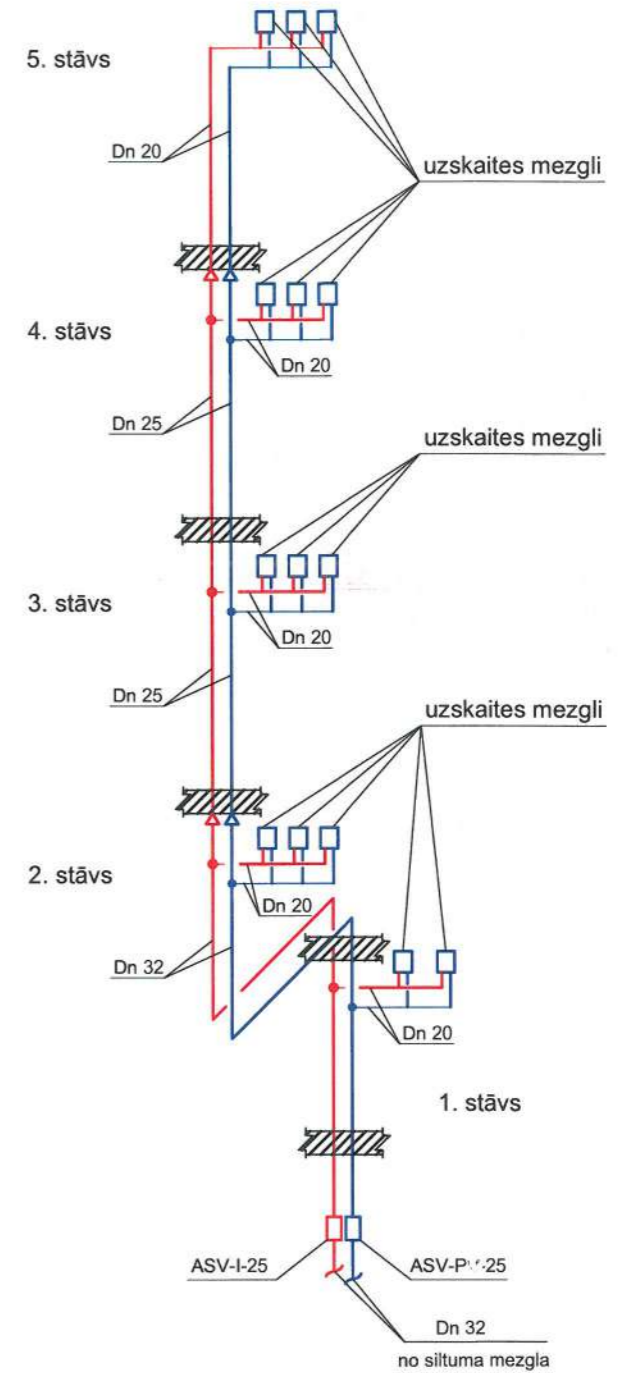 5. stāvs
Dn 20
uzskaites mezgli
4. stāvs
Dn 20
Dn 25
uzskaites mezgli
3. stāvs
Dn 20
Dn 25
uzskaites mezgli
2. stāvs
Dn 20
Dn 32
Dn 20
1. stāvs
ASV-I-25
Dn 32
no siltuma mezgla